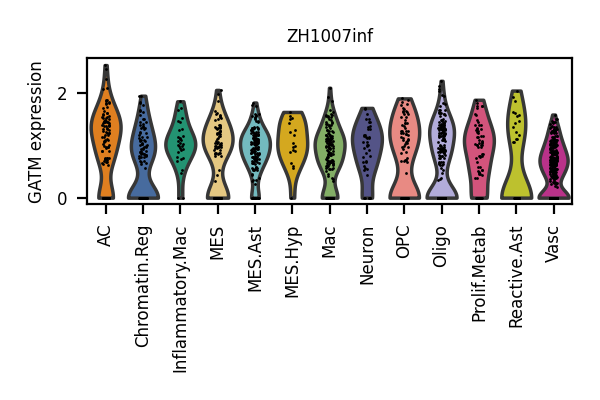 ZH1007inf
GATM expression
2
0
AC
Chromatin.Reg
Inflammatory.Mac
MES
MES.Ast
MES.Hyp
Mac
Neuron
OPC
Oligo
Prolif.Metab
Reactive.Ast
Vasc